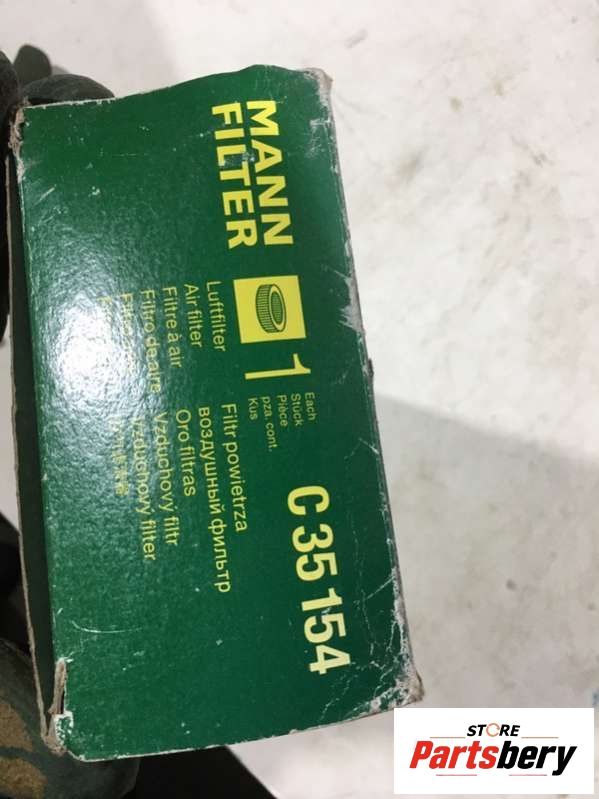 MANN
FILTER
1
Each
Stück
Pièce
pza. cont.
Kus
C 35 154
Luftfilter
Air filter
Filtre à air
Filtro de aire
Filtr powietrza
воздушный фильтр
Oro filtras
Vzduchový filtr
Vzduchový filter
STORE
Partsbery